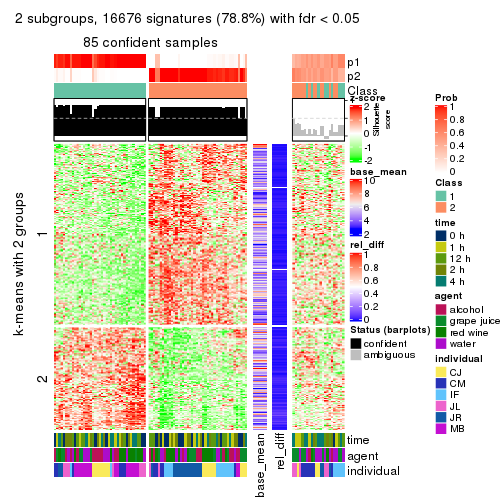 2 subgroups, 16676 signatures (78.8%) with fdr < 0.05
85 confident samples
p1
p2
Class
z-score
2
1
0
-1
-2
Silhouette
score
k-means with 2 groups
1
2
base_mean
10
8
6
4
2
rel_diff
1
0.8
0.6
0.4
0.2
0
Status (barplots)
confident
ambiguous
Prob
1
0.8
0.6
0.4
0.2
0
Class
1
2
time
0 h
1 h
12 h
2 h
4 h
agent
alcohol
grape juice
red wine
water
individual
CJ
CM
IF
JL
JR
MB
time
agent
individual
base_mean
rel_diff